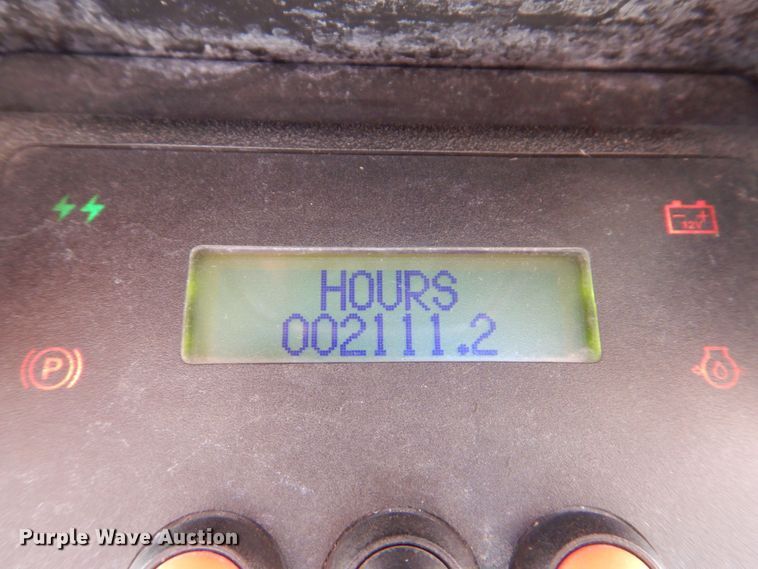 - +
12V
HOURS
002111.2
P
Purple Wave Auction®